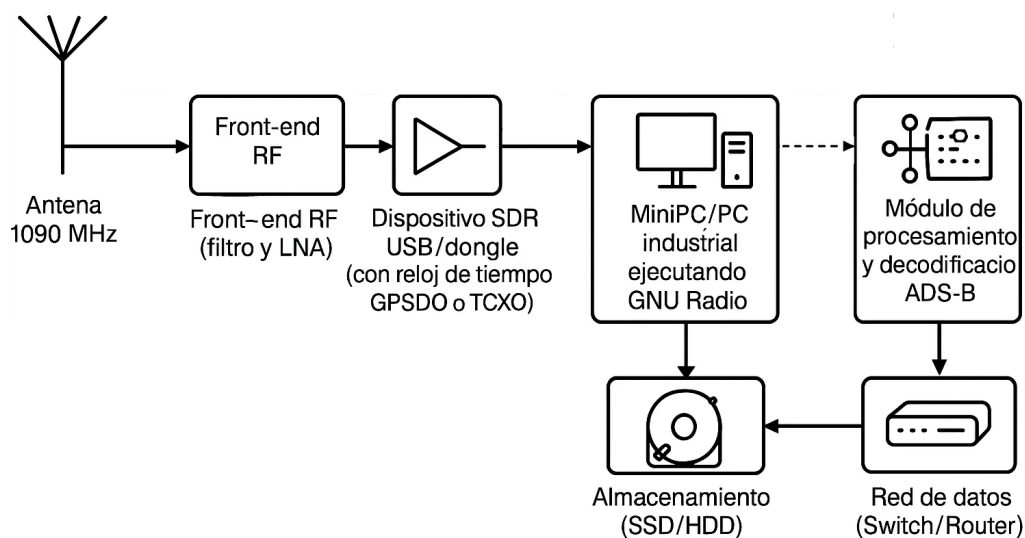 Antena
1090 MHz
Front-end
RF
Front–end RF
(filtro y LNA)
Dispositivo SDR
USB/dongle
(con reloj de tiempo
GPSDO o TCXO)
MiniPC/PC
industrial
ejecutando
GNU Radio
Módulo de
procesamiento
y decodificacio
ADS-B
Almacenamiento
(SSD/HDD)
Red de datos
(Switch/Router)